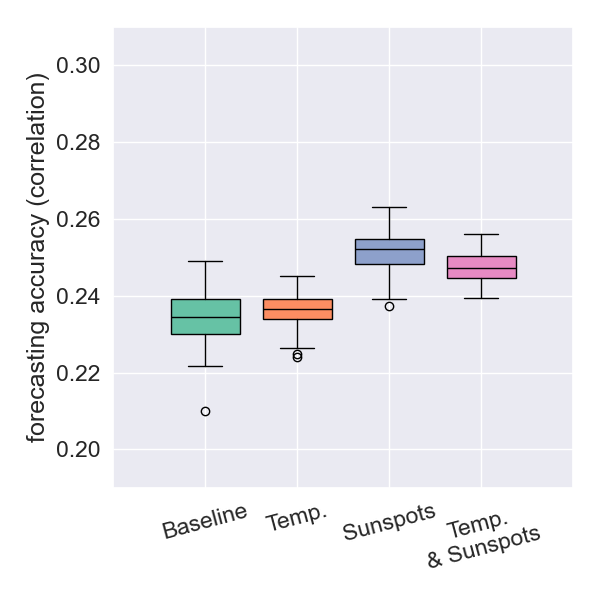 forecasting accuracy (correlation)
0.30
0.28
0.26
0.24
0.22
0.20
Baseline
Temp.
Sunspots
Temp.
& Sunspots